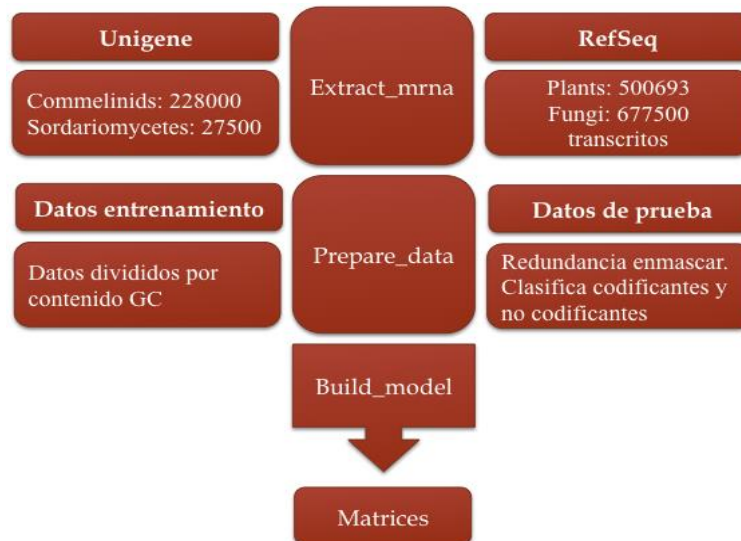 Unigene
Commelinids: 228000
Sordariomycetes: 27500
Extract_mrna
RefSeq
Plants: 500693
Fungi: 677500
transcritos
Datos entrenamiento
Datos divididos por
contenido GC
Prepare_data
Datos de prueba
Redundancia enmascar.
Clasifica codificantes y
no codificantes
Build_model
Matrices